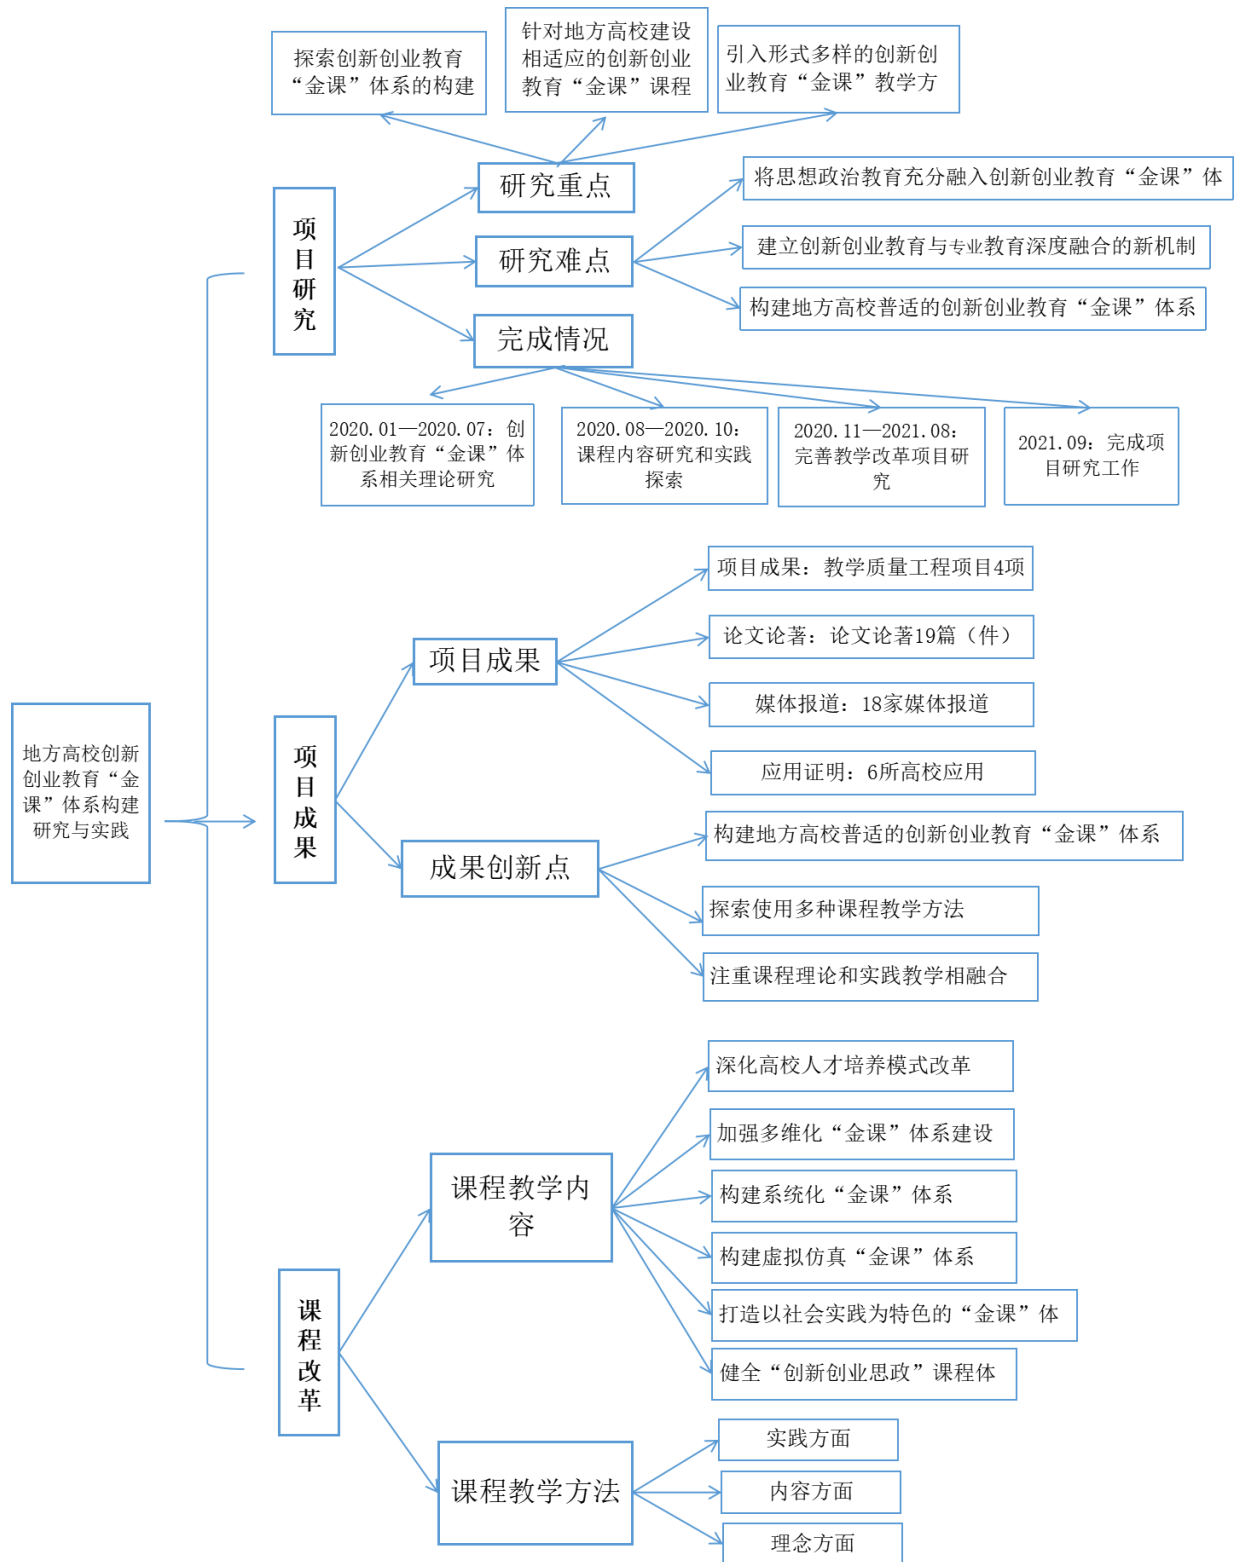 探索创新创业教育
“金课”体系的构建
针对地方高校建设
相适应的创新创业
教育“金课”课程
引入形式多样的创新创
业教育“金课”教学方
项
目
研
究
研究重点
研究难点
完成情况
将思想政治教育充分融入创新创业教育“金课”体
建立创新创业教育与专业教育深度融合的新机制
构建地方高校普适的创新创业教育“金课”体系
2020.01—2020.07：创
新创业教育“金课”体
系相关理论研究
2020.08—2020.10：
课程内容研究和实践
探索
2020.11—2021.08：
完善教学改革项目研
究
2021.09：完成项
目研究工作
地方高校创新
创业教育“金
课”体系构建
研究与实践
项
目
成
果
项目成果
项目成果：教学质量工程项目4项
论文论著：论文论著19篇（件）
媒体报道：18家媒体报道
应用证明：6所高校应用
成果创新点
构建地方高校普适的创新创业教育“金课”体系
探索使用多种课程教学方法
注重课程理论和实践教学相融合
课
程
改
革
课程教学内
容
深化高校人才培养模式改革
加强多维化“金课”体系建设
构建系统化“金课”体系
构建虚拟仿真“金课”体系
打造以社会实践为特色的“金课”体
健全“创新创业思政”课程体
课程教学方法
实践方面
内容方面
理念方面